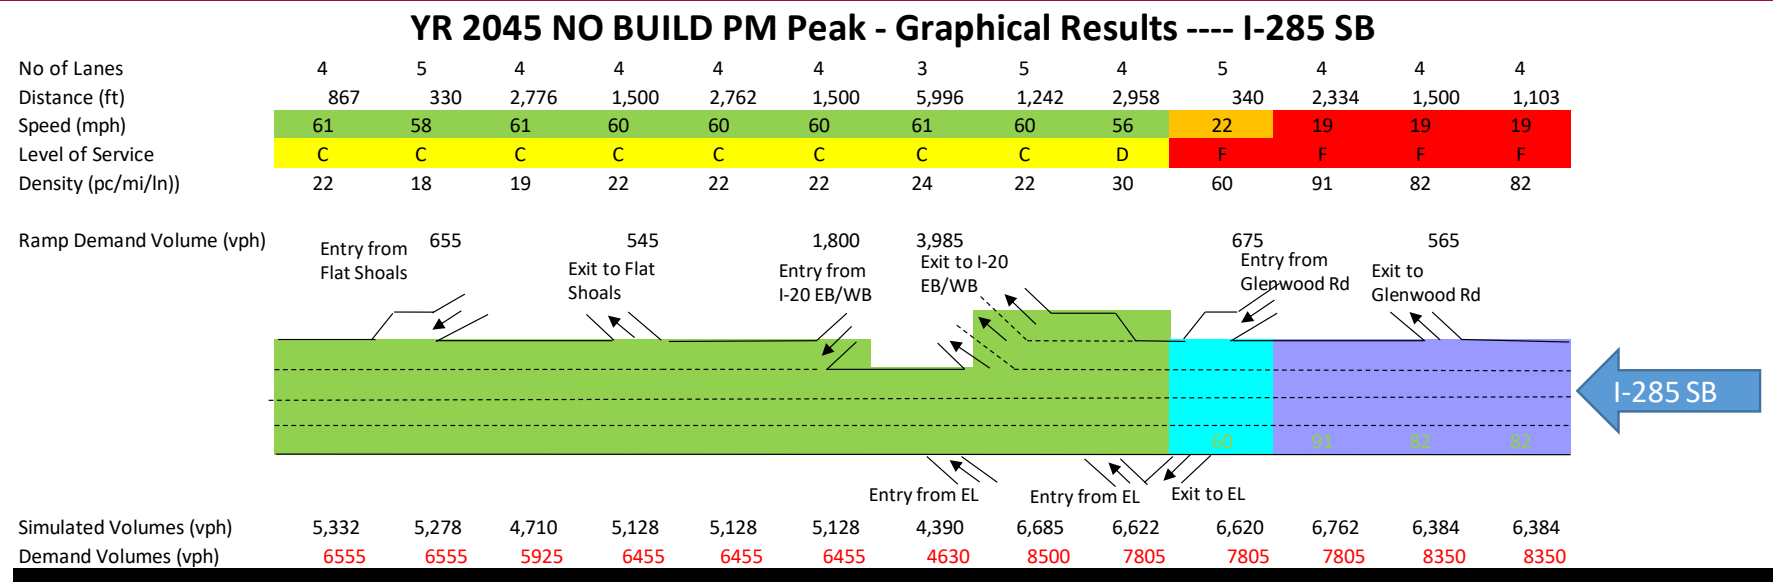 YR 2045 NO BUILD PM Peak - Graphical Results ---- I-285 SB
No of Lanes 4 5 4 4 4 4 3 5 4 5 4 4 4
Distance (ft) 867 330 2,776 1,500 2,762 1,500 5,996 1,242 2,958 340 2,334 1,500 1,103
Speed (mph) 61 58 61 60 60 60 61 60 56 22 19 19 19
Level of Service C C C C C C C C D F F F F
Density (pc/mi/ln)) 22 18 19 22 22 22 24 22 30 60 91 82 82
Ramp Demand Volume (vph) 655 545 1,800 3,985 675 565
Entry from
Flat Shoals
Exit to Flat
Shoals
Entry from
I-20 EB/WB
Exit to I-20
EB/WB
Entry from
Glenwood Rd
Exit to
Glenwood Rd
I-285 SB
60 91 82 82
Entry from EL
Entry from EL
Exit to EL
Simulated Volumes (vph) 5,332 5,278 4,710 5,128 5,128 5,128 4,390 6,685 6,622 6,620 6,762 6,384 6,384
Demand Volumes (vph) 6555 6555 5925 6455 6455 6455 4630 8500 7805 7805 7805 8350 8350